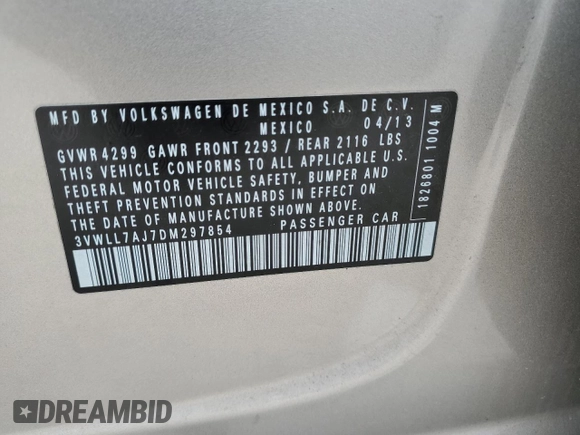 MFD BY VOLKSWAGEN DE MEXICO S.A. DE C.V.
MEXICO 04/13
GVWR 4299 GAWR FRONT 2293 / REAR 2116 LBS
THIS VEHICLE CONFORMS TO ALL APPLICABLE U.S.
FEDERAL MOTOR VEHICLE SAFETY, BUMPER AND
THEFT PREVENTION STANDARDS IN EFFECT ON
THE DATE OF MANUFACTURE SHOWN ABOVE.
3VWLL7AJ7DM297854 PASSENGER CAR
1826801 1004 M
DREAMBID